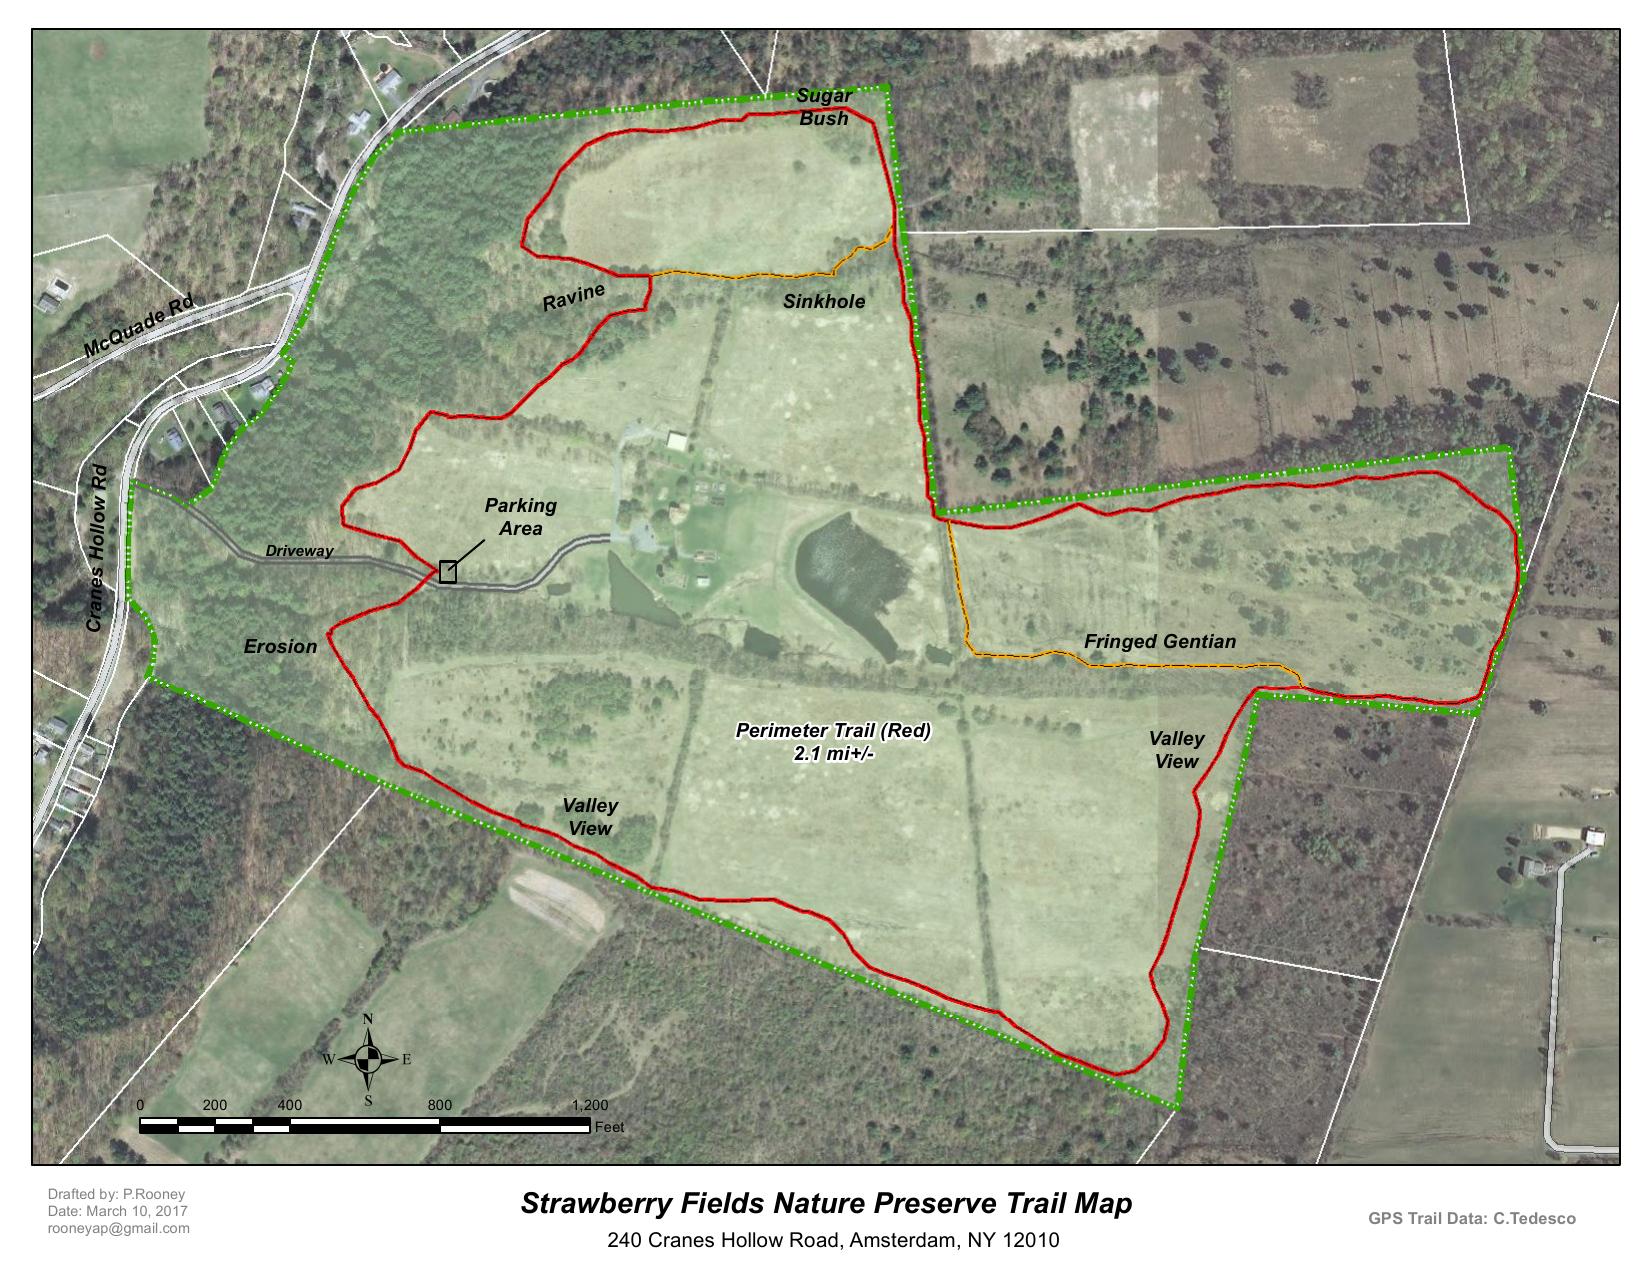 Sugar
Bush
Ravine
Sinkhole
McQuade Rd
Cranes Hollow Rd
Parking
Area
Driveway
Erosion
Fringed Gentian
Perimeter Trail (Red)
2.1 mi+/-
Valley
View
Valley
View
N
W E
S
0 200 400 800 1,200
Feet
Drafted by: P.Rooney
Date: March 10, 2017
rooneyap@gmail.com
Strawberry Fields Nature Preserve Trail Map
240 Cranes Hollow Road, Amsterdam, NY 12010
GPS Trail Data: C.Tedesco